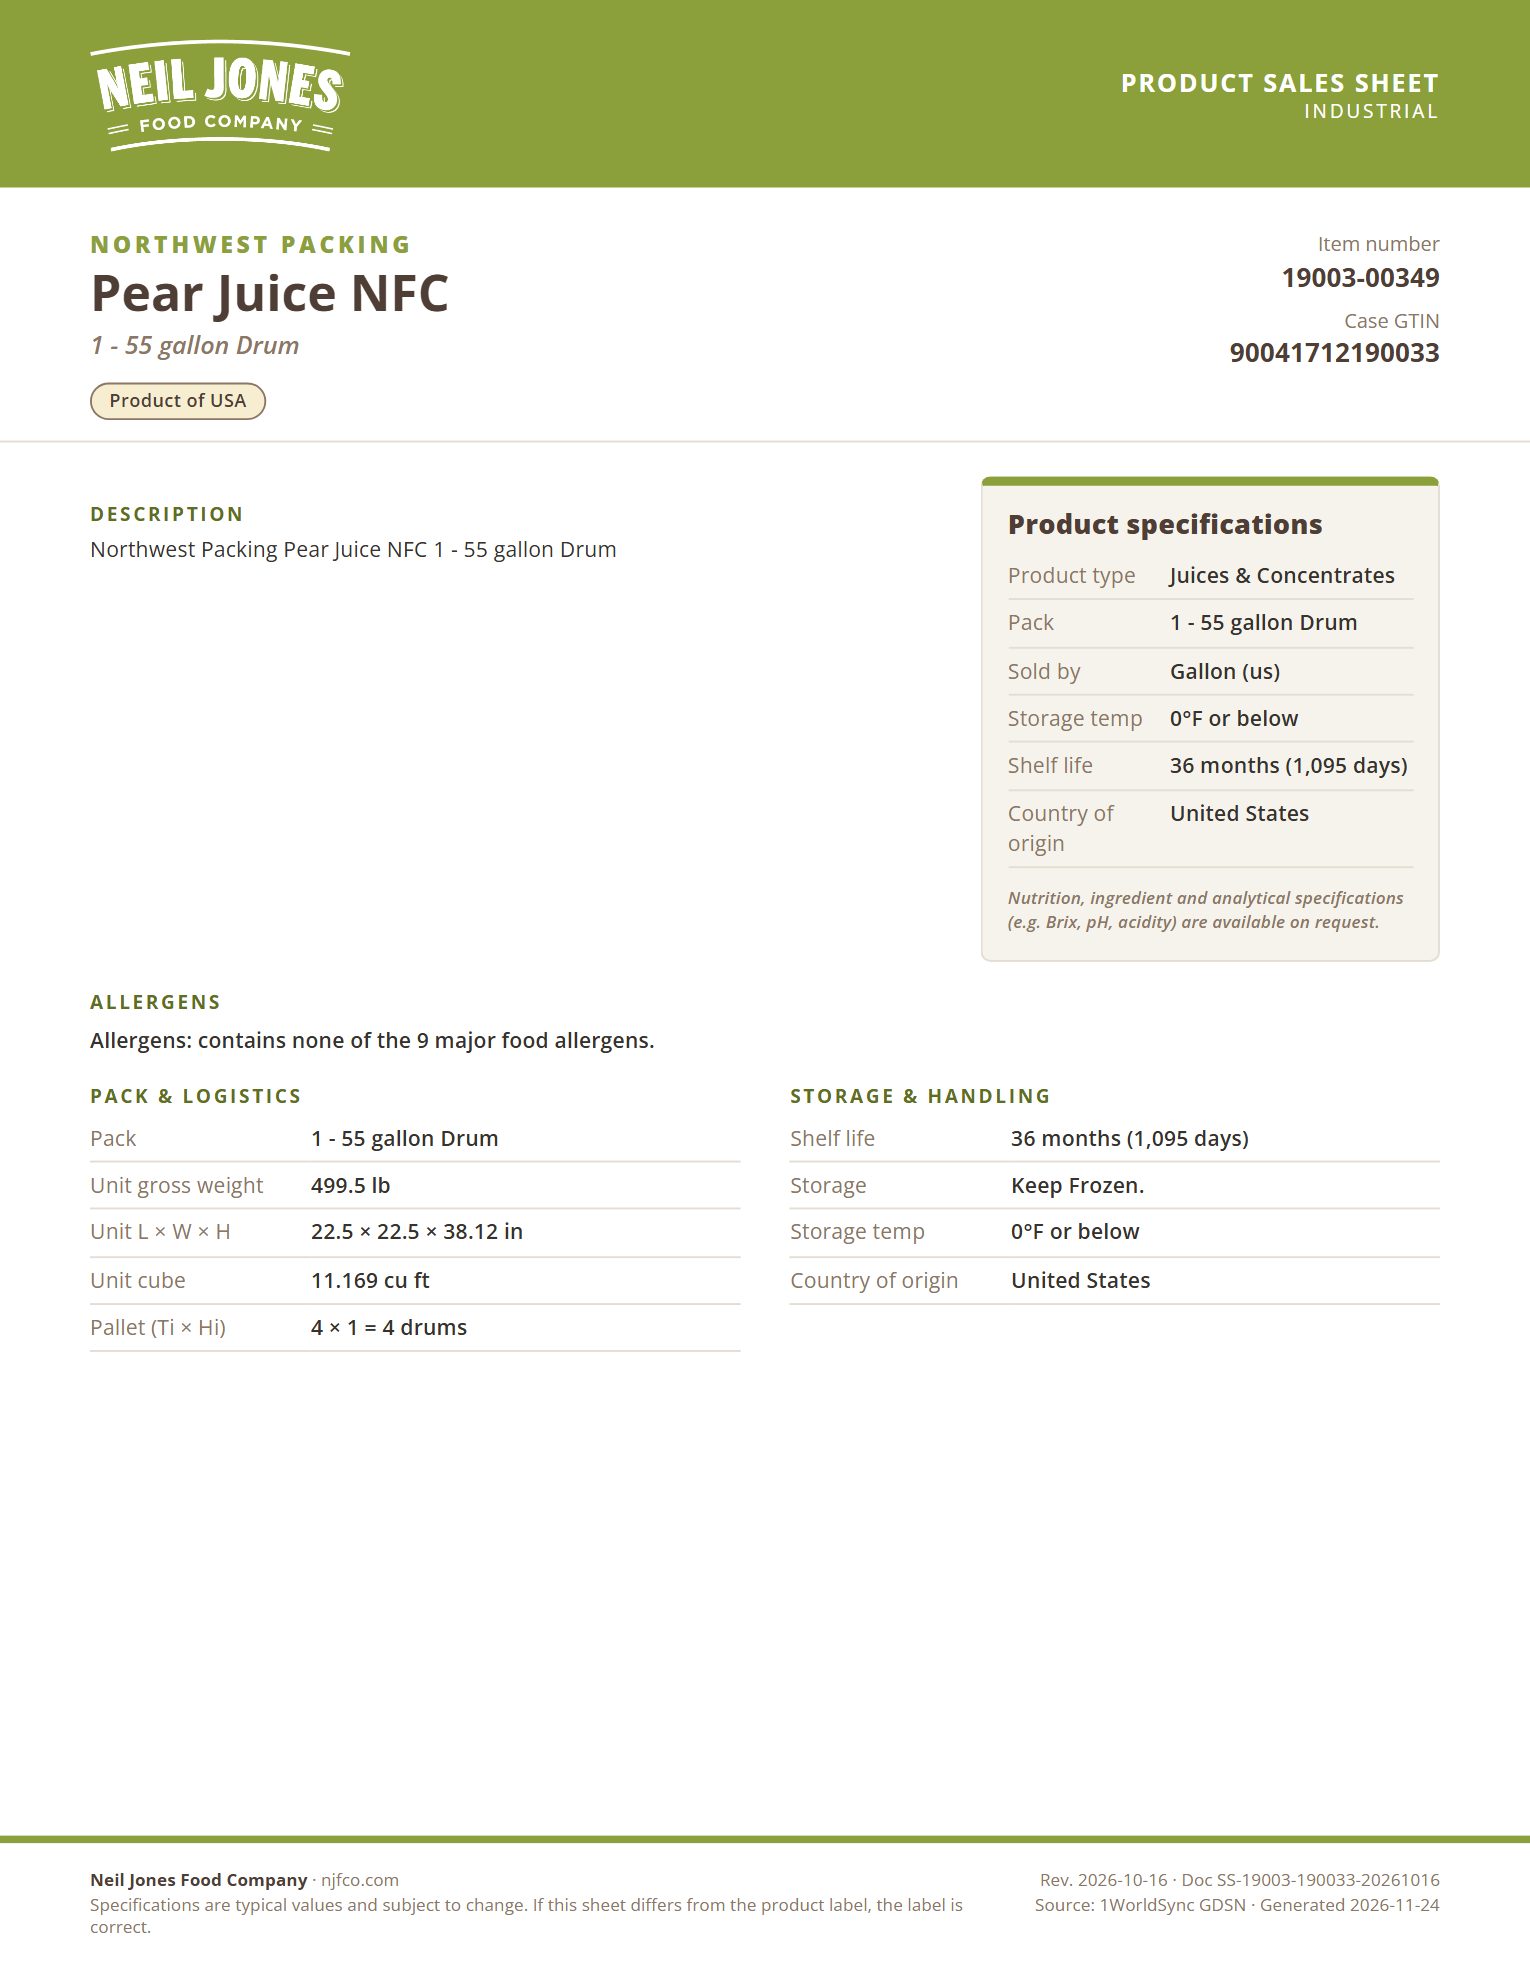 NEIL JONES
FOOD COMPANY
PRODUCT SALES SHEET
INDUSTRIAL
NORTHWEST PACKING
Pear Juice NFC
1 - 55 gallon Drum
Product of USA
Item number
19003-00349
Case GTIN
90041712190033
DESCRIPTION
Northwest Packing Pear Juice NFC 1 - 55 gallon Drum
Product specifications
Product type Juices & Concentrates
Pack 1 - 55 gallon Drum
Sold by Gallon (us)
Storage temp 0°F or below
Shelf life 36 months (1,095 days)
Country of United States
origin
Nutrition, ingredient and analytical specifications
(e.g. Brix, pH, acidity) are available on request.
ALLERGENS
Allergens: contains none of the 9 major food allergens.
PACK & LOGISTICS
Pack 1 - 55 gallon Drum
Unit gross weight 499.5 lb
Unit L × W × H 22.5 × 22.5 × 38.12 in
Unit cube 11.169 cu ft
Pallet (Ti × Hi) 4 × 1 = 4 drums
STORAGE & HANDLING
Shelf life 36 months (1,095 days)
Storage Keep Frozen.
Storage temp 0°F or below
Country of origin United States
Neil Jones Food Company · njfco.com
Specifications are typical values and subject to change. If this sheet differs from the product label, the label is
correct.
Rev. 2026-10-16 · Doc SS-19003-190033-20261016
Source: 1WorldSync GDSN · Generated 2026-11-24